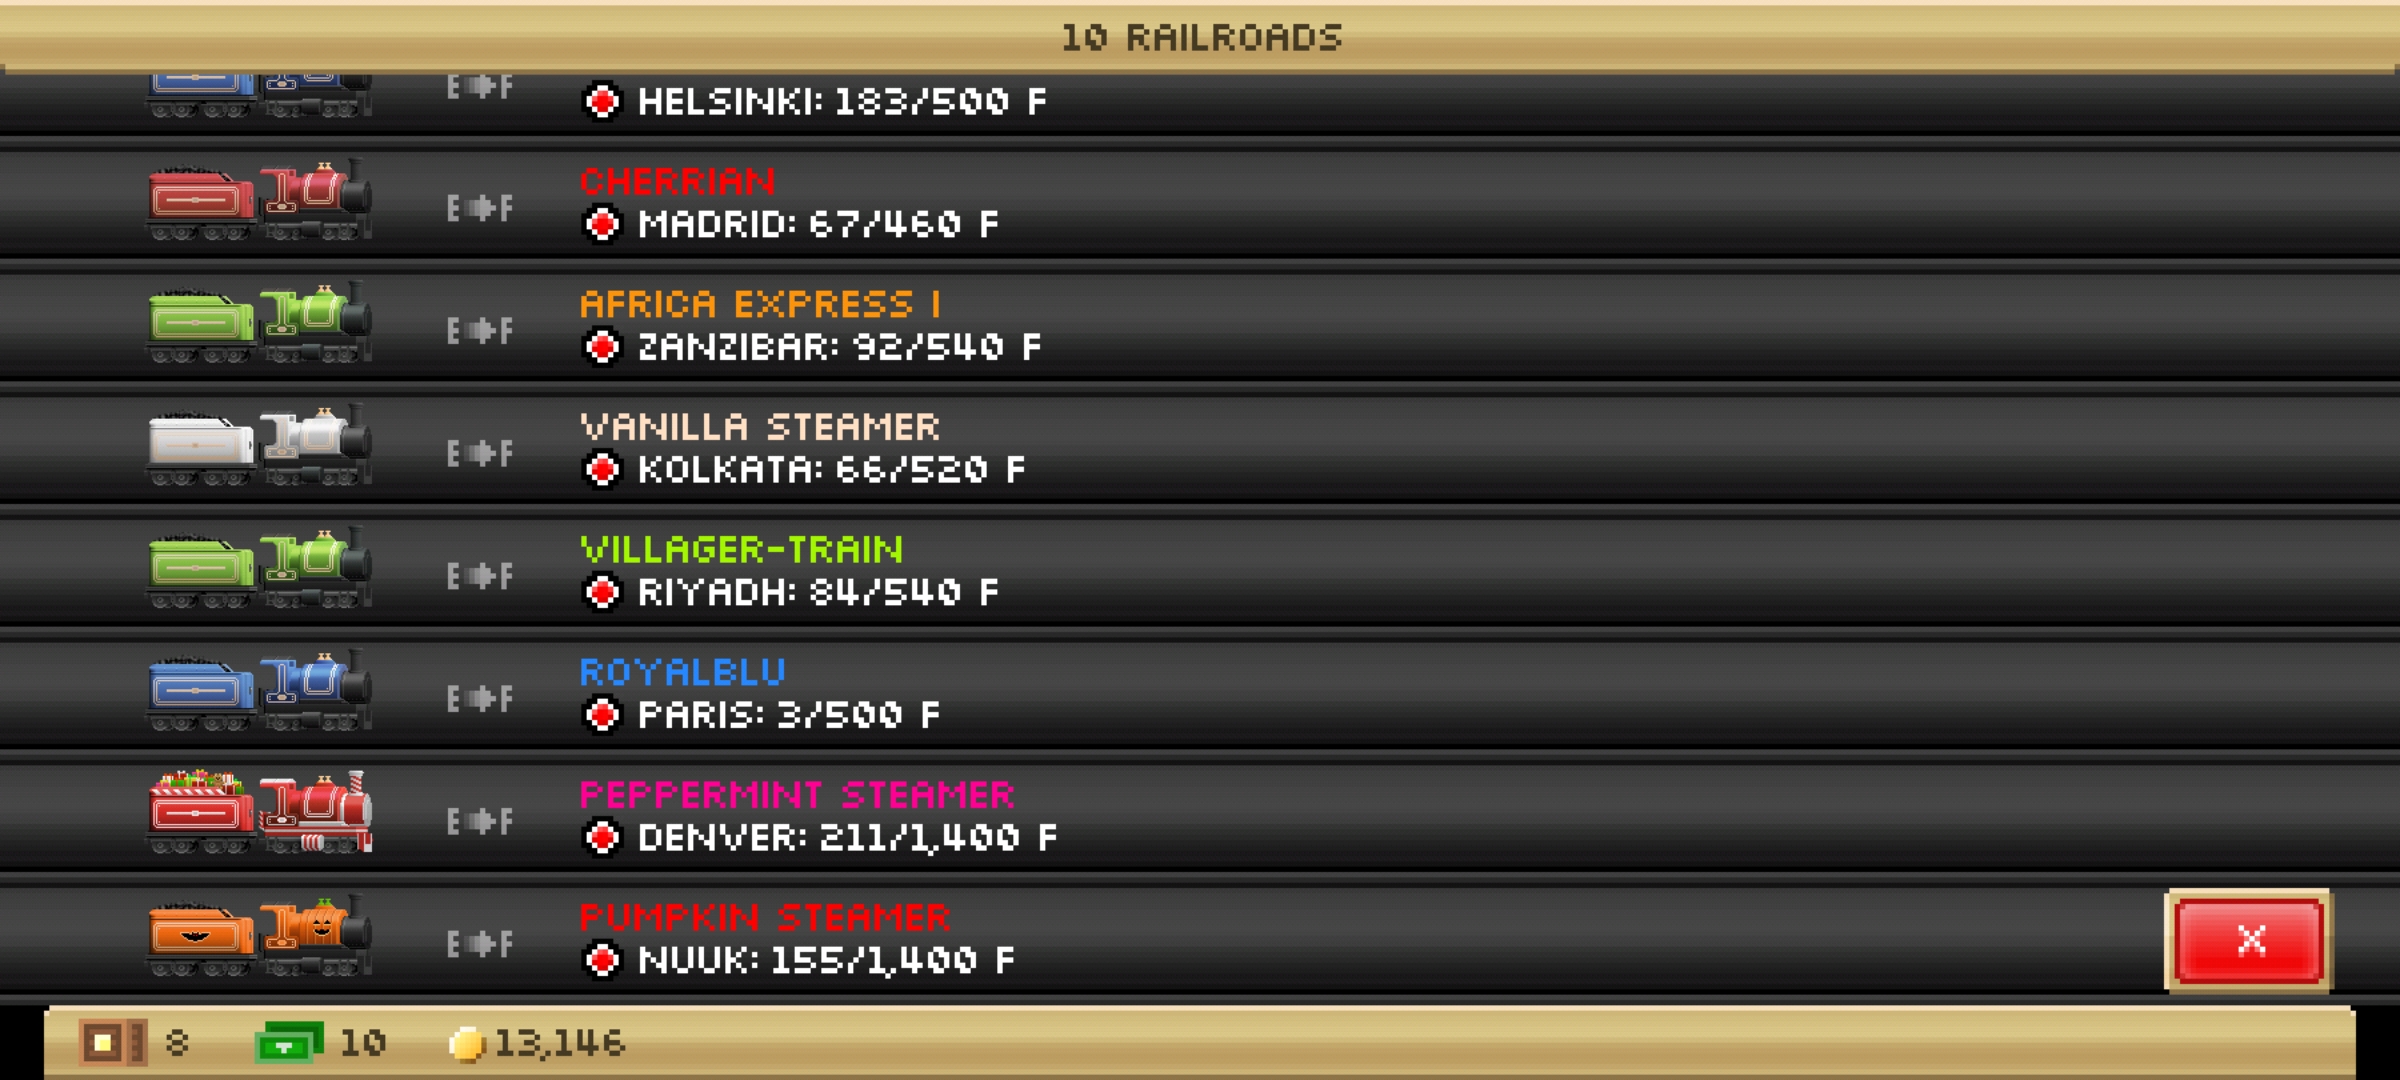 10 RAILROADS
E F
HELSINKI: 183/500 F
CHERRIAN
E F
MADRID: 67/460 F
AFRICA EXPRESS I
E F
ZANZIBAR: 92/540 F
VANILLA STEAMER
E F
KOLKATA: 66/520 F
VILLAGER-TRAIN
E F
RIYADH: 84/540 F
ROYALBLU
E F
PARIS: 3/500 F
PEPPERMINT STEAMER
E F
DENVER: 211/1,400 F
PUMPKIN STEAMER
E F
NUUK: 155/1,400 F
X
8 10 13,146